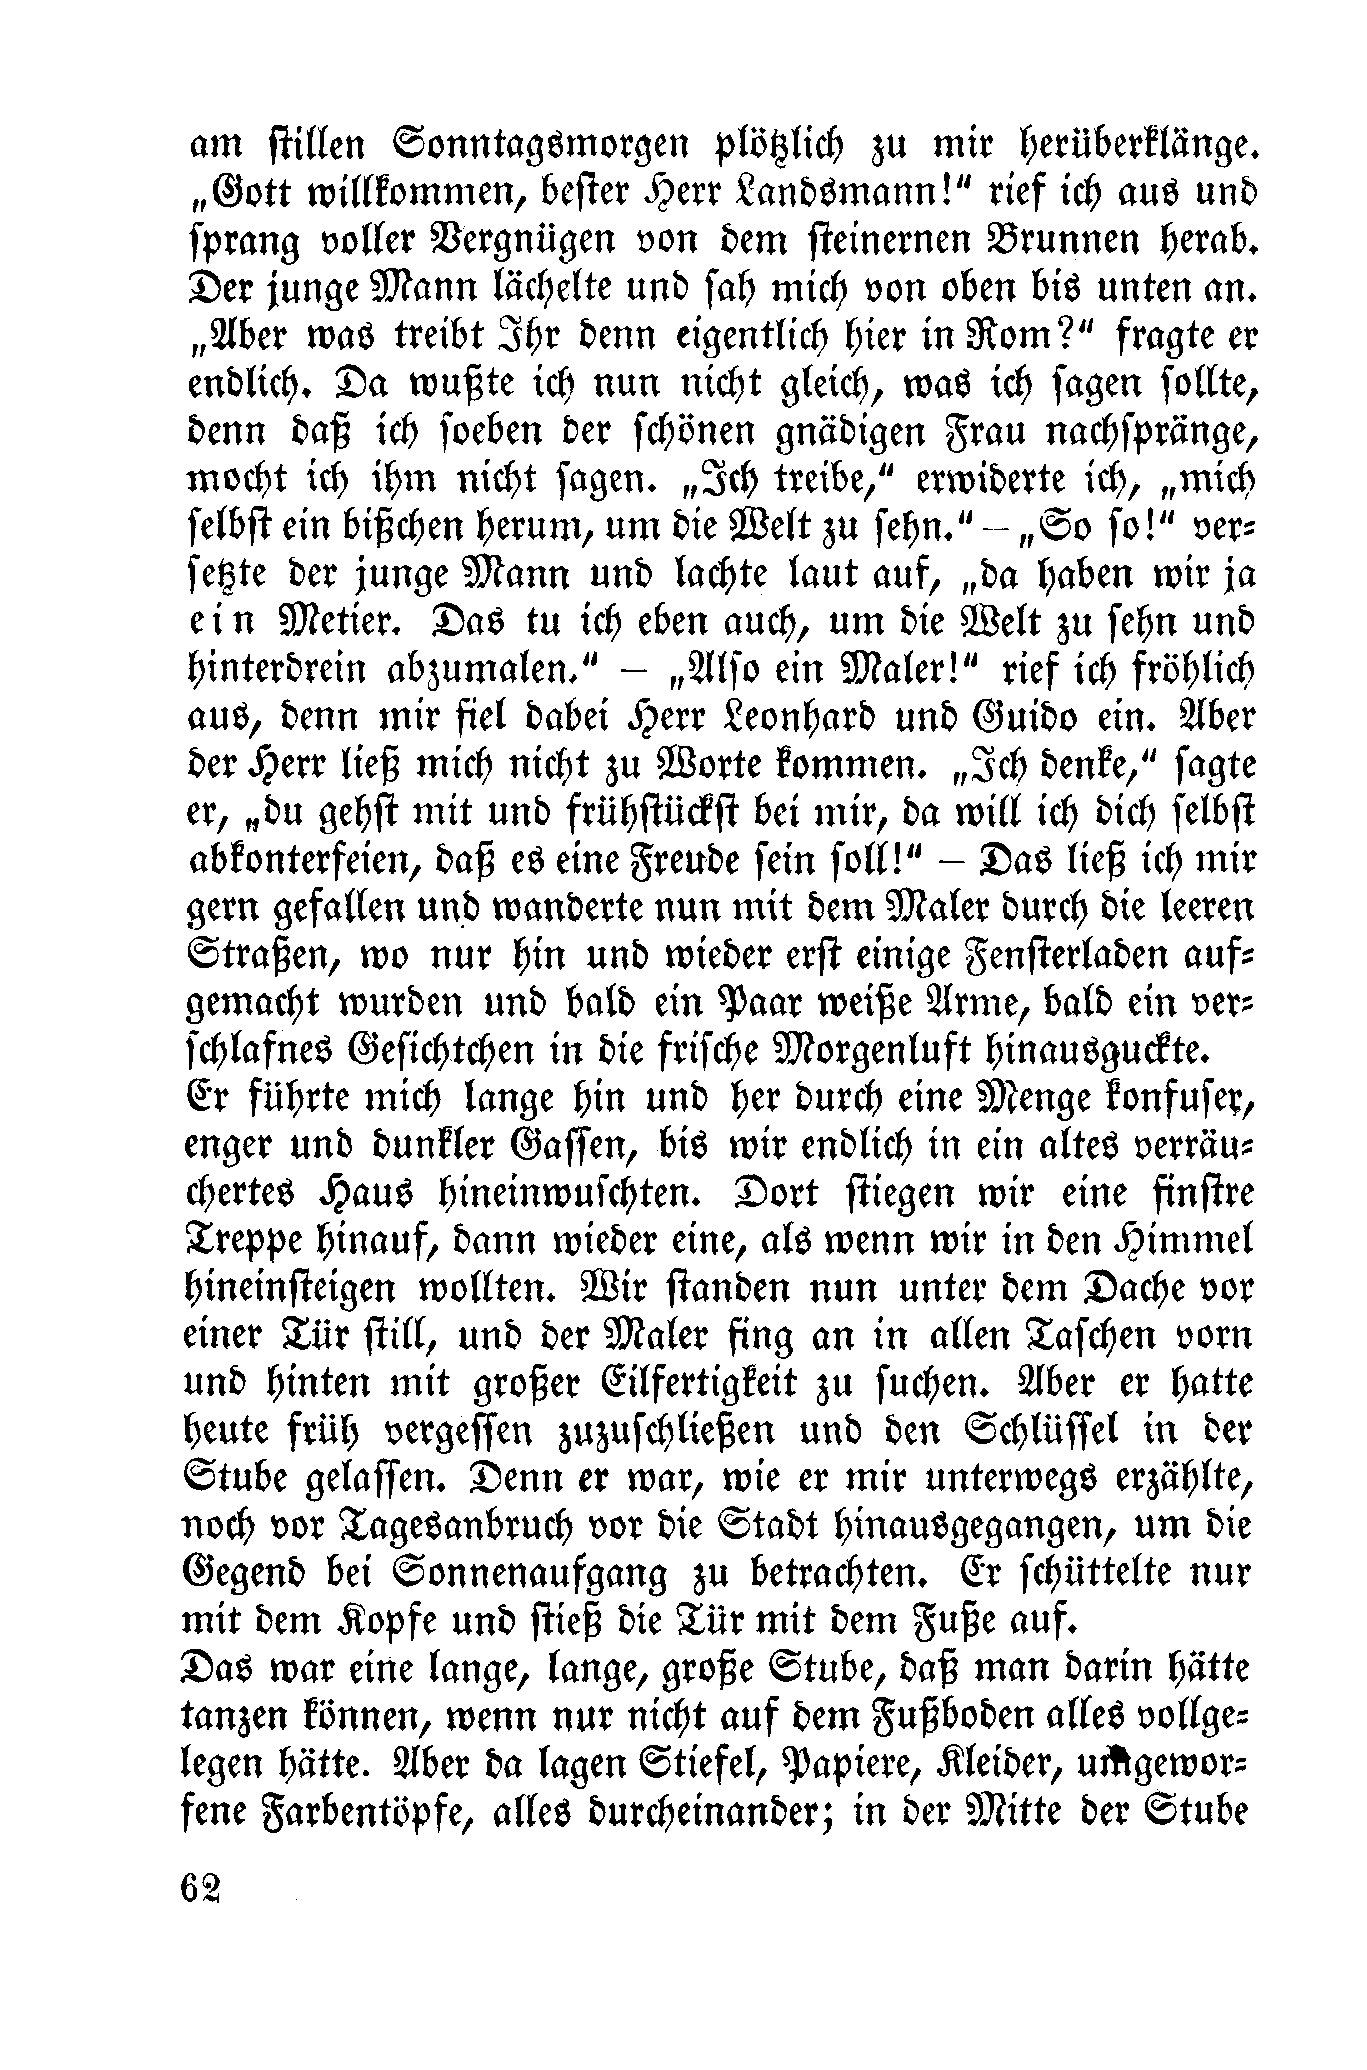 am stillen Sonntagsmorgen plötzlich zu mir herüberklänge.
„Gott willkommen, bester Herr Landsmann!“ rief ich aus und
sprang voller Vergnügen von dem steinernen Brunnen herab.
Der junge Mann lächelte und sah mich von oben bis unten an.
„Aber was treibt Ihr denn eigentlich hier in Rom?“ fragte er
endlich. Da wußte ich nun nicht gleich, was ich sagen sollte,
denn daß ich soeben der schönen gnädigen Frau nachspränge,
mocht ich ihm nicht sagen. „Ich treibe,“ erwiderte ich, „mich
selbst ein bißchen herum, um die Welt zu sehn.“ – „So so!“ ver-
setzte der junge Mann und lachte laut auf, „da haben wir ja
ein Metier. Das tu ich eben auch, um die Welt zu sehn und
hinterdrein abzumalen.“ – „Also ein Maler!“ rief ich fröhlich
aus, denn mir fiel dabei Herr Leonhard und Guido ein. Aber
der Herr ließ mich nicht zu Worte kommen. „Ich denke,“ sagte
er, „du gehst mit und frühstückst bei mir, da will ich dich selbst
abkonterfeien, daß es eine Freude sein soll!“ – Das ließ ich mir
gern gefallen und wanderte nun mit dem Maler durch die leeren
Straßen, wo nur hin und wieder erst einige Fensterladen auf-
gemacht wurden und bald ein Paar weiße Arme, bald ein ver-
schlafnes Gesichtchen in die frische Morgenluft hinausguckte.
Er führte mich lange hin und her durch eine Menge konfuser,
enger und dunkler Gassen, bis wir endlich in ein altes verräu-
chertes Haus hineinwuschten. Dort stiegen wir eine finstre
Treppe hinauf, dann wieder eine, als wenn wir in den Himmel
hineinsteigen wollten. Wir standen nun unter dem Dache vor
einer Tür still, und der Maler fing an in allen Taschen vorn
und hinten mit großer Eilfertigkeit zu suchen. Aber er hatte
heute früh vergessen zuzuschließen und den Schlüssel in der
Stube gelassen. Denn er war, wie er mir unterwegs erzählte,
noch vor Tagesanbruch vor die Stadt hinausgegangen, um die
Gegend bei Sonnenaufgang zu betrachten. Er schüttelte nur
mit dem Kopfe und stieß die Tür mit dem Fuße auf.
Das war eine lange, lange, große Stube, daß man darin hätte
tanzen können, wenn nur nicht auf dem Fußboden alles vollge-
legen hätte. Aber da lagen Stiefel, Papiere, Kleider, umgewor-
fene Farbentöpfe, alles durcheinander; in der Mitte der Stube
62